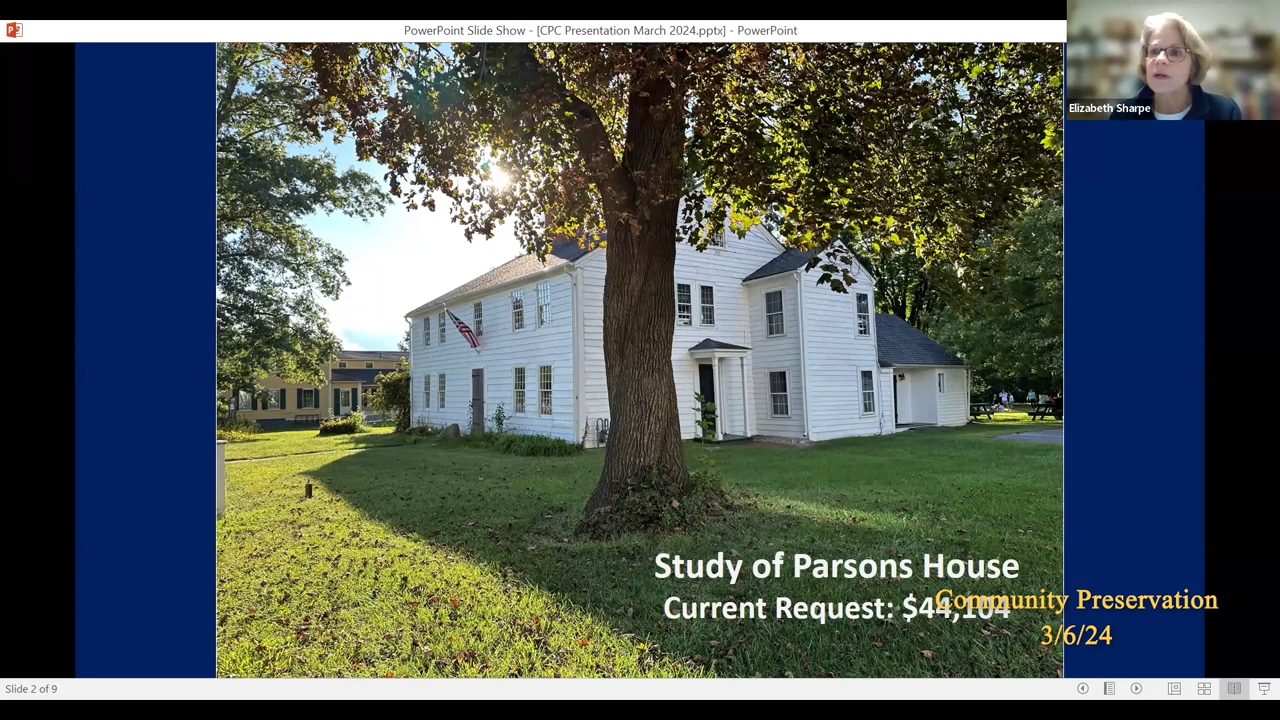 PowerPoint Slide Show - [CPC Presentation March 2024.pptx] - PowerPoint
Elizabeth Sharpe
Study of Parsons House
Current Request: $44,104
Community Preservation
3/6/24
Slide 2 of 9